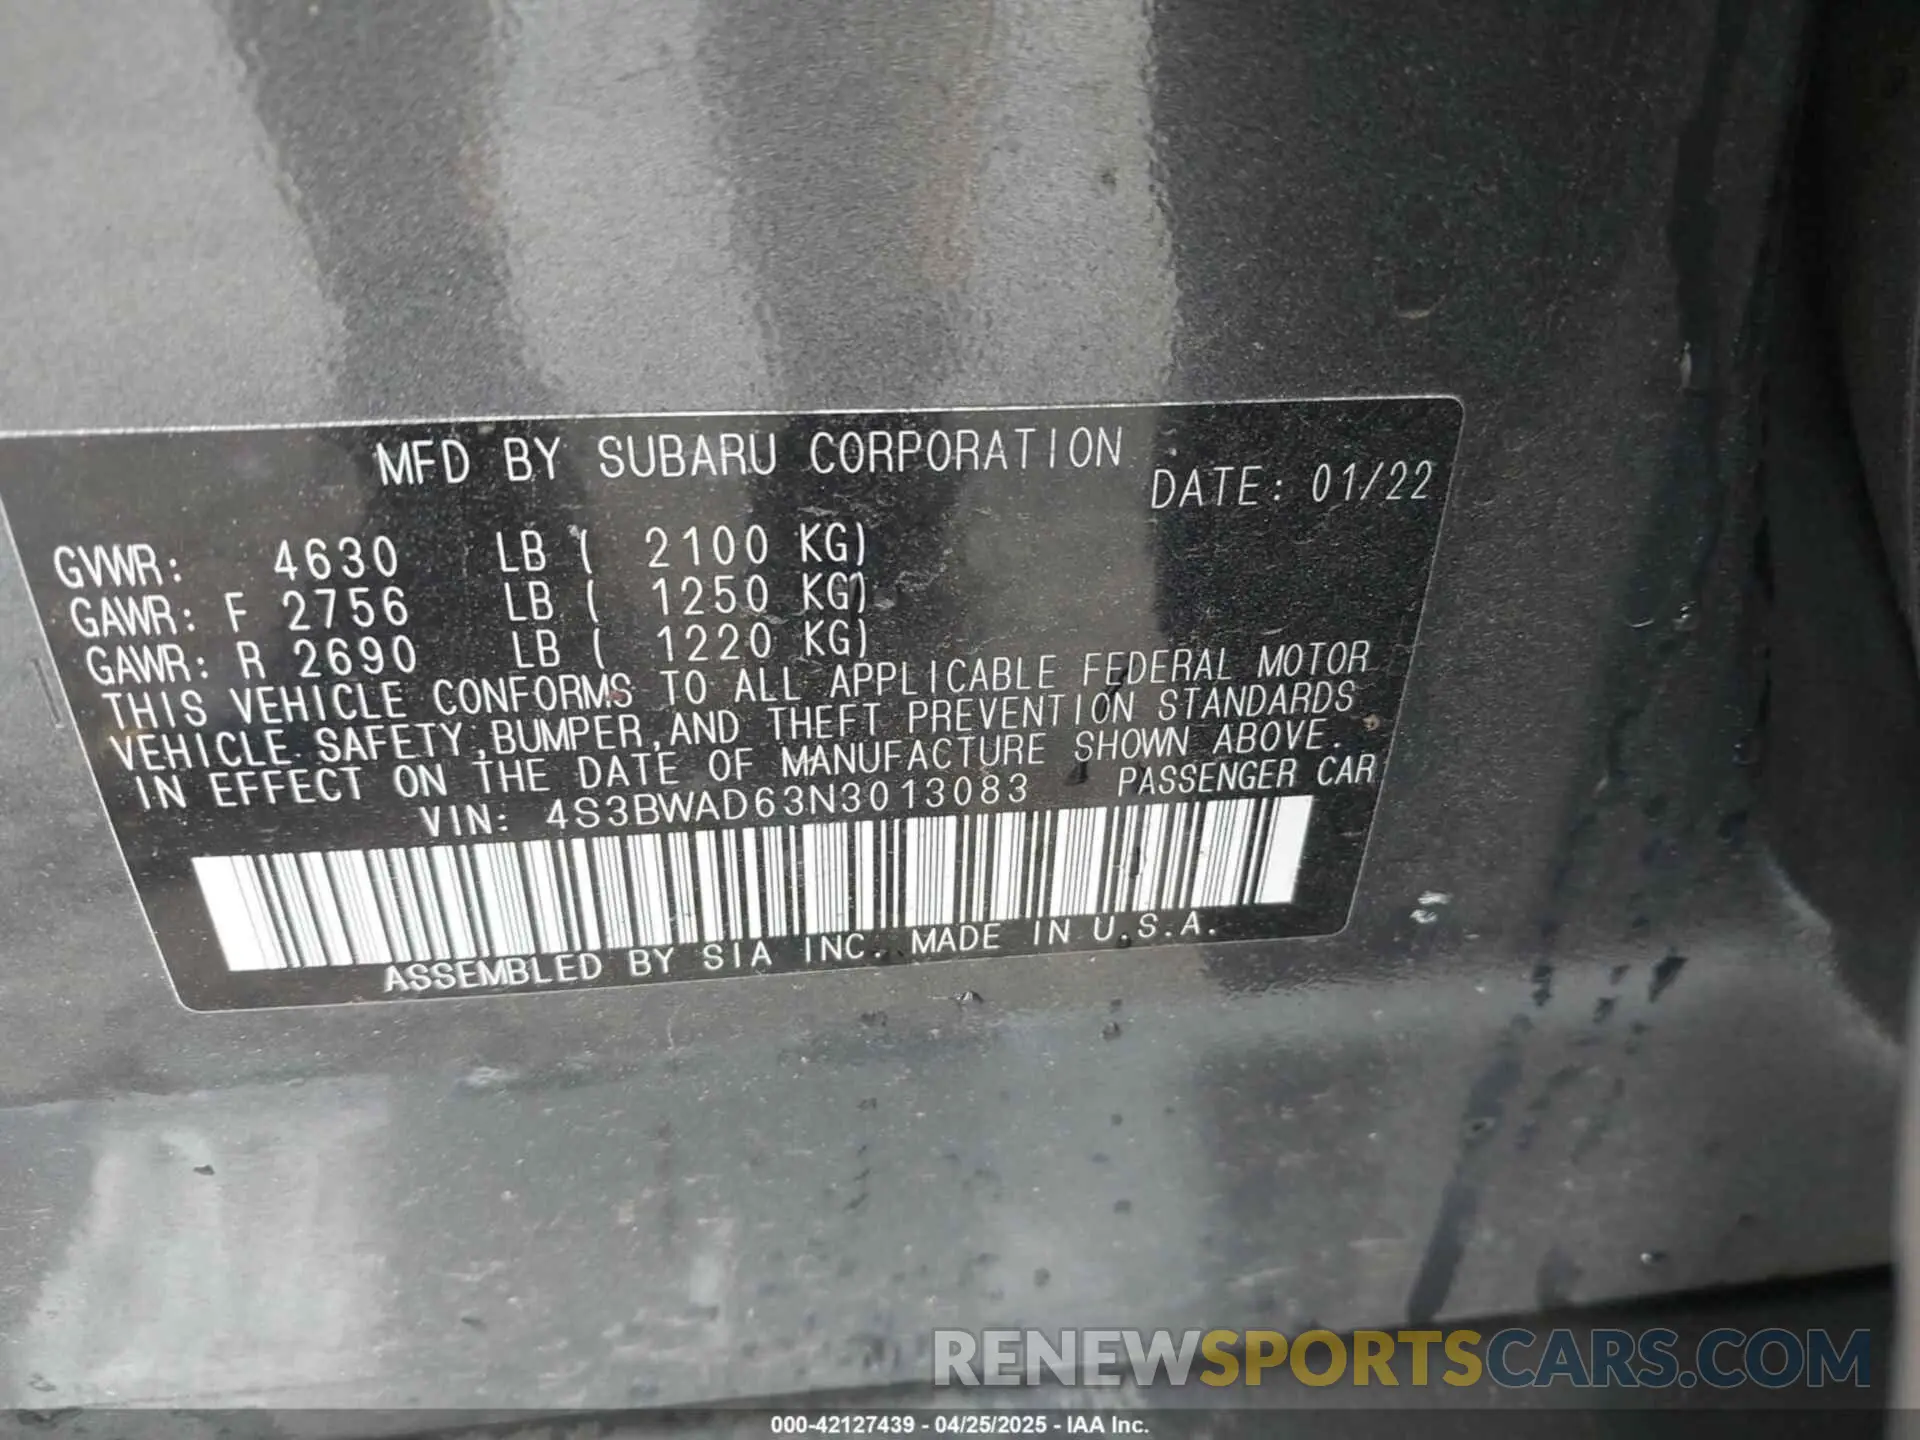 MFD BY SUBARU CORPORATION
DATE: 01/22
GVWR: 4630 LB ( 2100 KG)
GAWR: F 2756 LB ( 1250 KG)
GAWR: R 2690 LB ( 1220 KG)
THIS VEHICLE CONFORMS TO ALL APPLICABLE FEDERAL MOTOR
VEHICLE SAFETY,BUMPER,AND THEFT PREVENTION STANDARDS
IN EFFECT ON THE DATE OF MANUFACTURE SHOWN ABOVE.
VIN: 4S3BWAD63N3013083 PASSENGER CAR
ASSEMBLED BY SIA INC. MADE IN U.S.A.
RENEWSPORTSCARS.COM
000-42127439 - 04/25/2025 - IAA Inc.